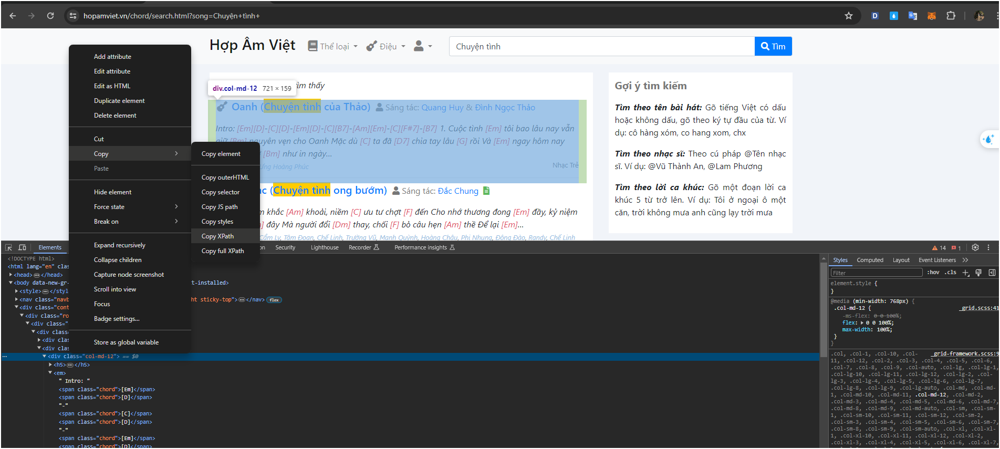 hopamviet.vn/chord/search.html?song=Chuyện+tình+
Hợp Âm Việt
Thể loại
Điệu
Chuyện tình
Tìm
Add attribute
Edit attribute
Edit as HTML
Duplicate element
Delete element
Cut
Copy
Paste
Hide element
Force state
Break on
Expand recursively
Collapse children
Capture node screenshot
Scroll into view
Focus
Badge settings...
Store as global variable
Copy element
Copy outerHTML
Copy selector
Copy JS path
Copy styles
Copy XPath
Copy full XPath
div.col-md-12 721 × 159
tìm thấy
Oanh (Chuyện tình của Thảo) Sáng tác: Quang Huy & Đình Ngọc Thảo
Intro: [Em][D]-[C][D]-[Em][D]-[C][B7]-[Am][Em]-[C][F#7]-[B7] 1. Cuộc tình [Em] tôi bao lâu nay vẫn
giữ [Bm] nguyên vẹn cho Oanh Mặc dù [C] ta đã [D7] chia tay lâu [G] rồi Và [Em] ngay hôm nay
[Bm] như in ngày...
ưng Hoàng Phúc
Nhạc Trẻ
ạc (Chuyện tình ong bướm) Sáng tác: Đắc Chung
m khắc [Am] khoải, niềm [C] ưu tư chợt [F] đến Cho nhớ thương đong [Em] đầy, kỷ niệm
đây Mà người đổi [Dm] thay, chối [F] bỏ câu hẹn [Am] thề Để lại [Em]...
Cẩm Ly, Tâm Đoan, Chế Linh, Trường Vũ, Mạnh Quỳnh, Hoàng Châu, Phi Nhung, Đông Đào, Randy, Chế Linh
Gợi ý tìm kiếm
Tìm theo tên bài hát: Gõ tiếng Việt có dấu
hoặc không dấu, gõ theo ký tự đầu của từ. Ví
dụ: cô hàng xóm, co hang xom, chx
Tìm theo nhạc sĩ: Theo cú pháp @Tên nhạc
sĩ. Ví dụ: @Vũ Thành An, @Lam Phương
Tìm theo lời ca khúc: Gõ một đoạn lời ca
khúc 5 từ trở lên. Ví dụ: Tôi ở ngoại ô một
căn, trời không mưa anh cũng lạy trời mưa
Elements
on
Security
Lighthouse
Recorder
Performance insights
14
1
<!DOCTYPE html>
<html lang="en" clas
<head>…</head>
<body data-new-gr- t-installed>
<style>…</styl
<nav class="navb ht sticky-top">…</nav> flex
<div class="cont
<div class="ro
<div class="
<div class=
<div clas
<div clas
<div class="col-md-12"> == $0
<h5>…</h5>
<em>
" Intro: "
<span class="chord">[Em]</span>
<span class="chord">[D]</span>
"-"
<span class="chord">[C]</span>
<span class="chord">[D]</span>
"-"
<span class="chord">[Em]</span>
<span class="chord">[D]</span>
Styles
Computed
Layout
Event Listeners
Filter
:hov .cls
element.style {
}
@media (min-width: 768px) {
.col-md-12 { _grid.scss:41
-ms-flex: 0 0 100%;
flex: 0 0 100%;
max-width: 100%;
}
}
.col, .col-1, .col-10, .col- _grid-framework.scss:9
11, .col-12, .col-2, .col-3, .col-4, .col-5, .col-6,
.col-7, .col-8, .col-9, .col-auto, .col-lg, .col-lg-1,
.col-lg-10, .col-lg-11, .col-lg-12, .col-lg-2, .col-
lg-3, .col-lg-4, .col-lg-5, .col-lg-6, .col-lg-7,
.col-lg-8, .col-lg-9, .col-lg-auto, .col-md, .col-md-
1, .col-md-10, .col-md-11, .col-md-12, .col-md-2,
.col-md-3, .col-md-4, .col-md-5, .col-md-6, .col-md-7,
.col-md-8, .col-md-9, .col-md-auto, .col-sm, .col-sm-
1, .col-sm-10, .col-sm-11, .col-sm-12, .col-sm-2,
.col-sm-3, .col-sm-4, .col-sm-5, .col-sm-6, .col-sm-7,
.col-sm-8, .col-sm-9, .col-sm-auto, .col-xl, .col-xl-
1, .col-xl-10, .col-xl-11, .col-xl-12, .col-xl-2,
.col-xl-3, .col-xl-4, .col-xl-5, .col-xl-6, .col-xl-7,